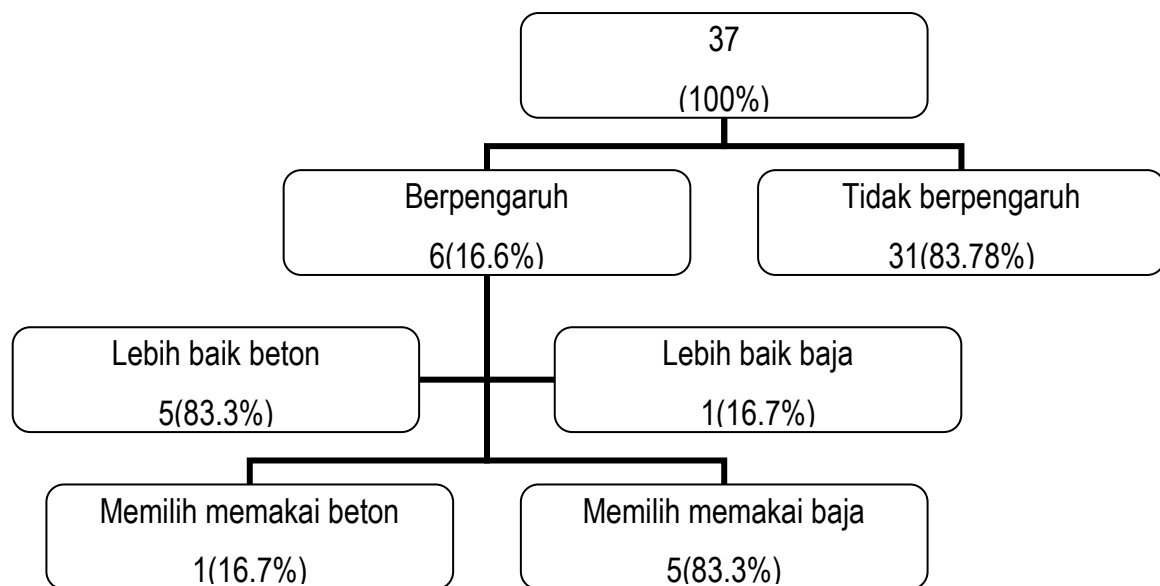 37
(100%)
Berpengaruh
6(16.6%)
Tidak berpengaruh
31(83.78%)
Lebih baik beton
5(83.3%)
Lebih baik baja
1(16.7%)
Memilih memakai beton
1(16.7%)
Memilih memakai baja
5(83.3%)